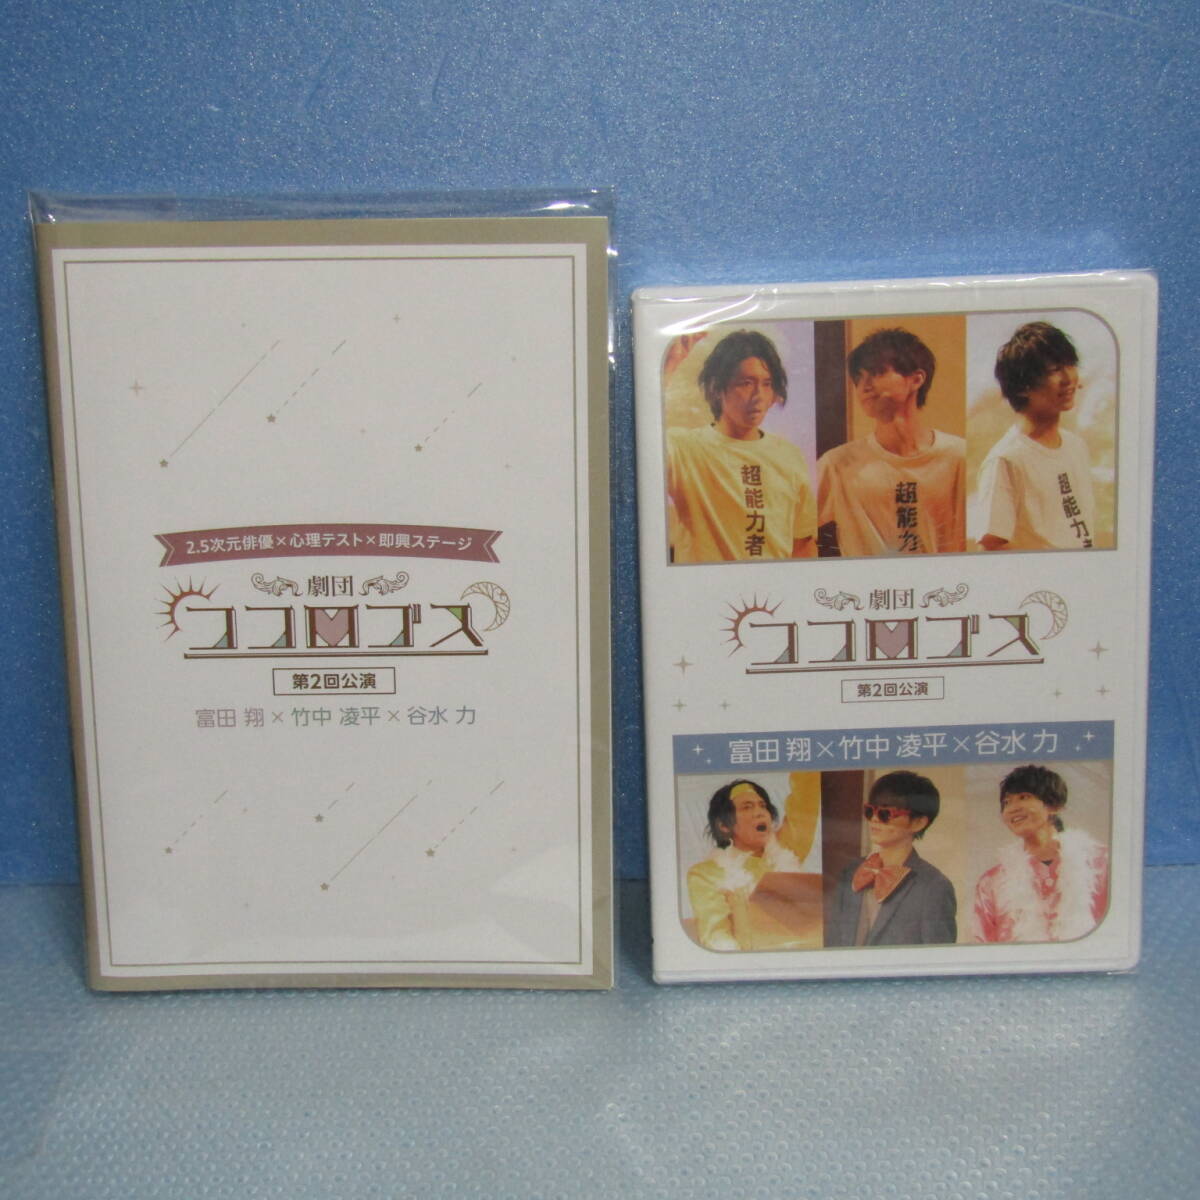 2.5次元俳優×心理テスト×即興ステージ
劇団
ココロゴス
第2回公演
富田 翔×竹中 凌平×谷水 力
超能力者
超能力
超能力者
劇団
ココロゴス
第2回公演
富田 翔×竹中 凌平×谷水 力